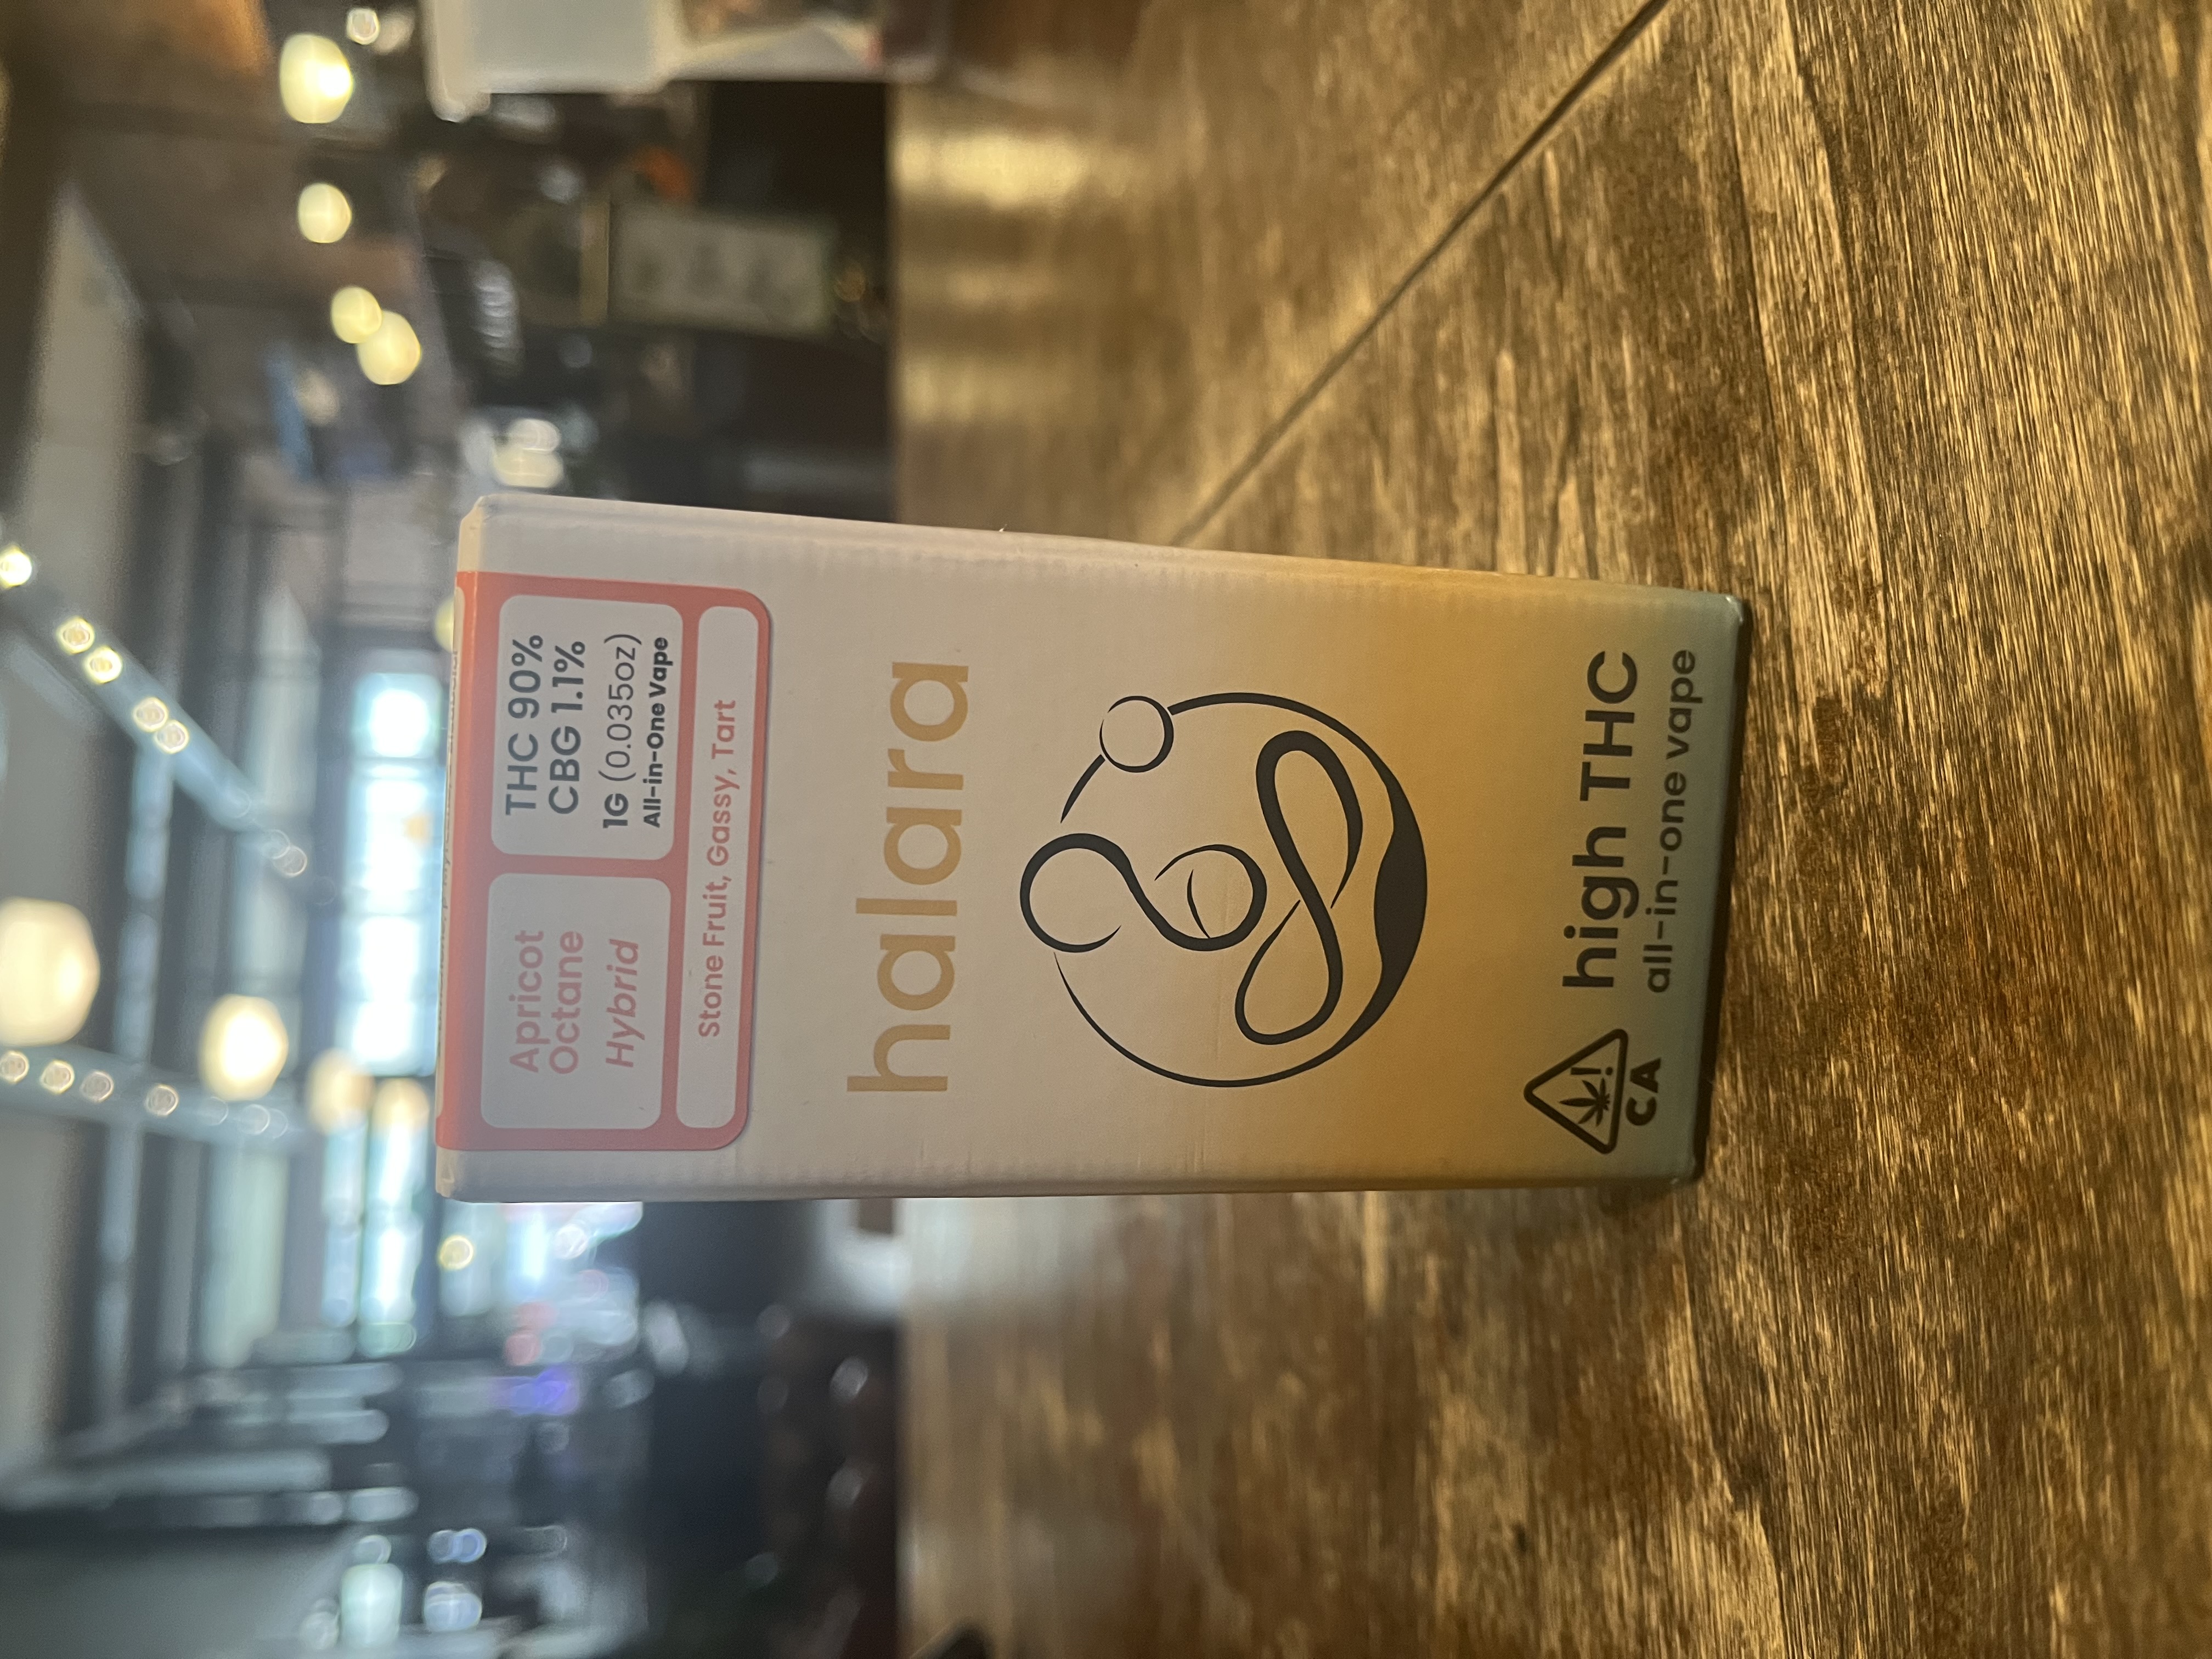 Apricot
Octane
Hybrid
THC 90%
CBG 1.1%
1G (0.035oz)
All-in-One Vape
Stone Fruit, Gassy, Tart
halara
CA
high THC
all-in-one vape